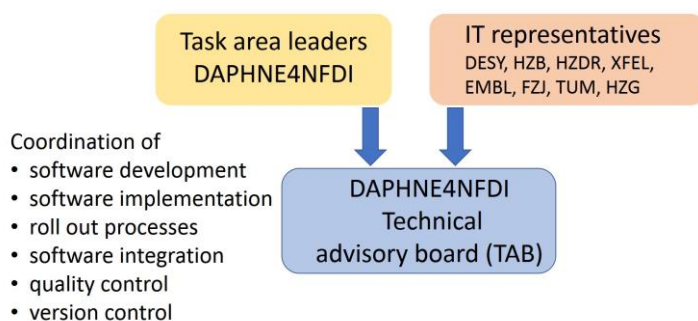 Task area leaders
DAPHNE4NFDI
IT representatives
DESY, HZB, HZDR, XFEL,
EMBL, FZJ, TUM, HZG
Coordination of
• software development
• software implementation
• roll out processes
• software integration
• quality control
• version control
DAPHNE4NFDI
Technical
advisory board (TAB)